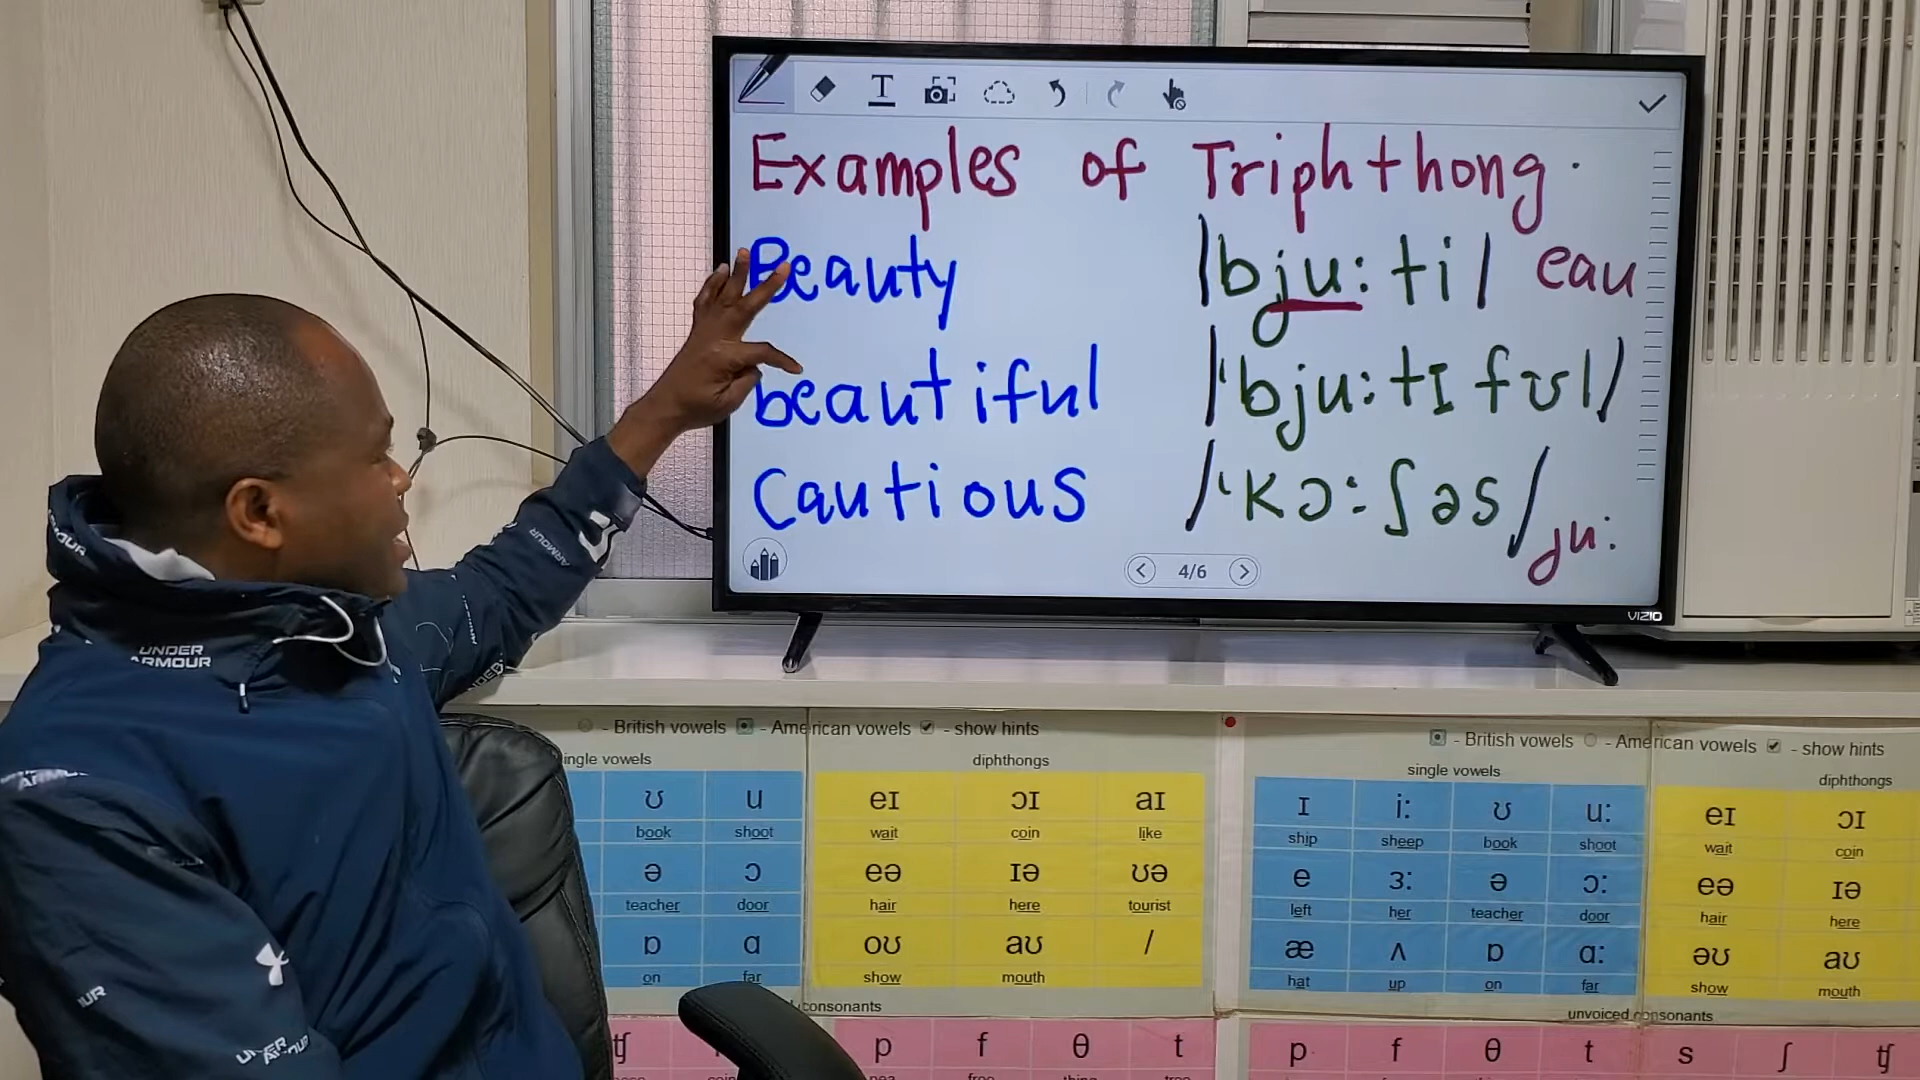 T
Examples of Triphthong.
Beauty /bju:ti/ eau
beautiful /'bju:tɪfʊl/
Cautious /'kɔ:ʃəs/ ju:
4/6
VIZIO
UNDER
ARMOUR
- British vowels - American vowels - show hints
ingle vowels
diphthongs
ʊ u
book shoot
ə ɔ
teacher door
ɒ ɑ
on far
eɪ ɔɪ aɪ
wait coin like
eə ɪə ʊə
hair here tourist
oʊ aʊ /
show mouth
consonants
ʧ
p f θ t
- British vowels - American vowels - show hints
single vowels
diphthongs
ɪ i: ʊ u:
ship sheep book shoot
e ɜ: ə ɔ:
left her teacher door
æ ʌ ɒ ɑ:
hat up on far
eɪ ɔɪ
wait coin
eə ɪə
hair here
əʊ aʊ
show mouth
unvoiced consonants
p f θ t s ʃ ʧ